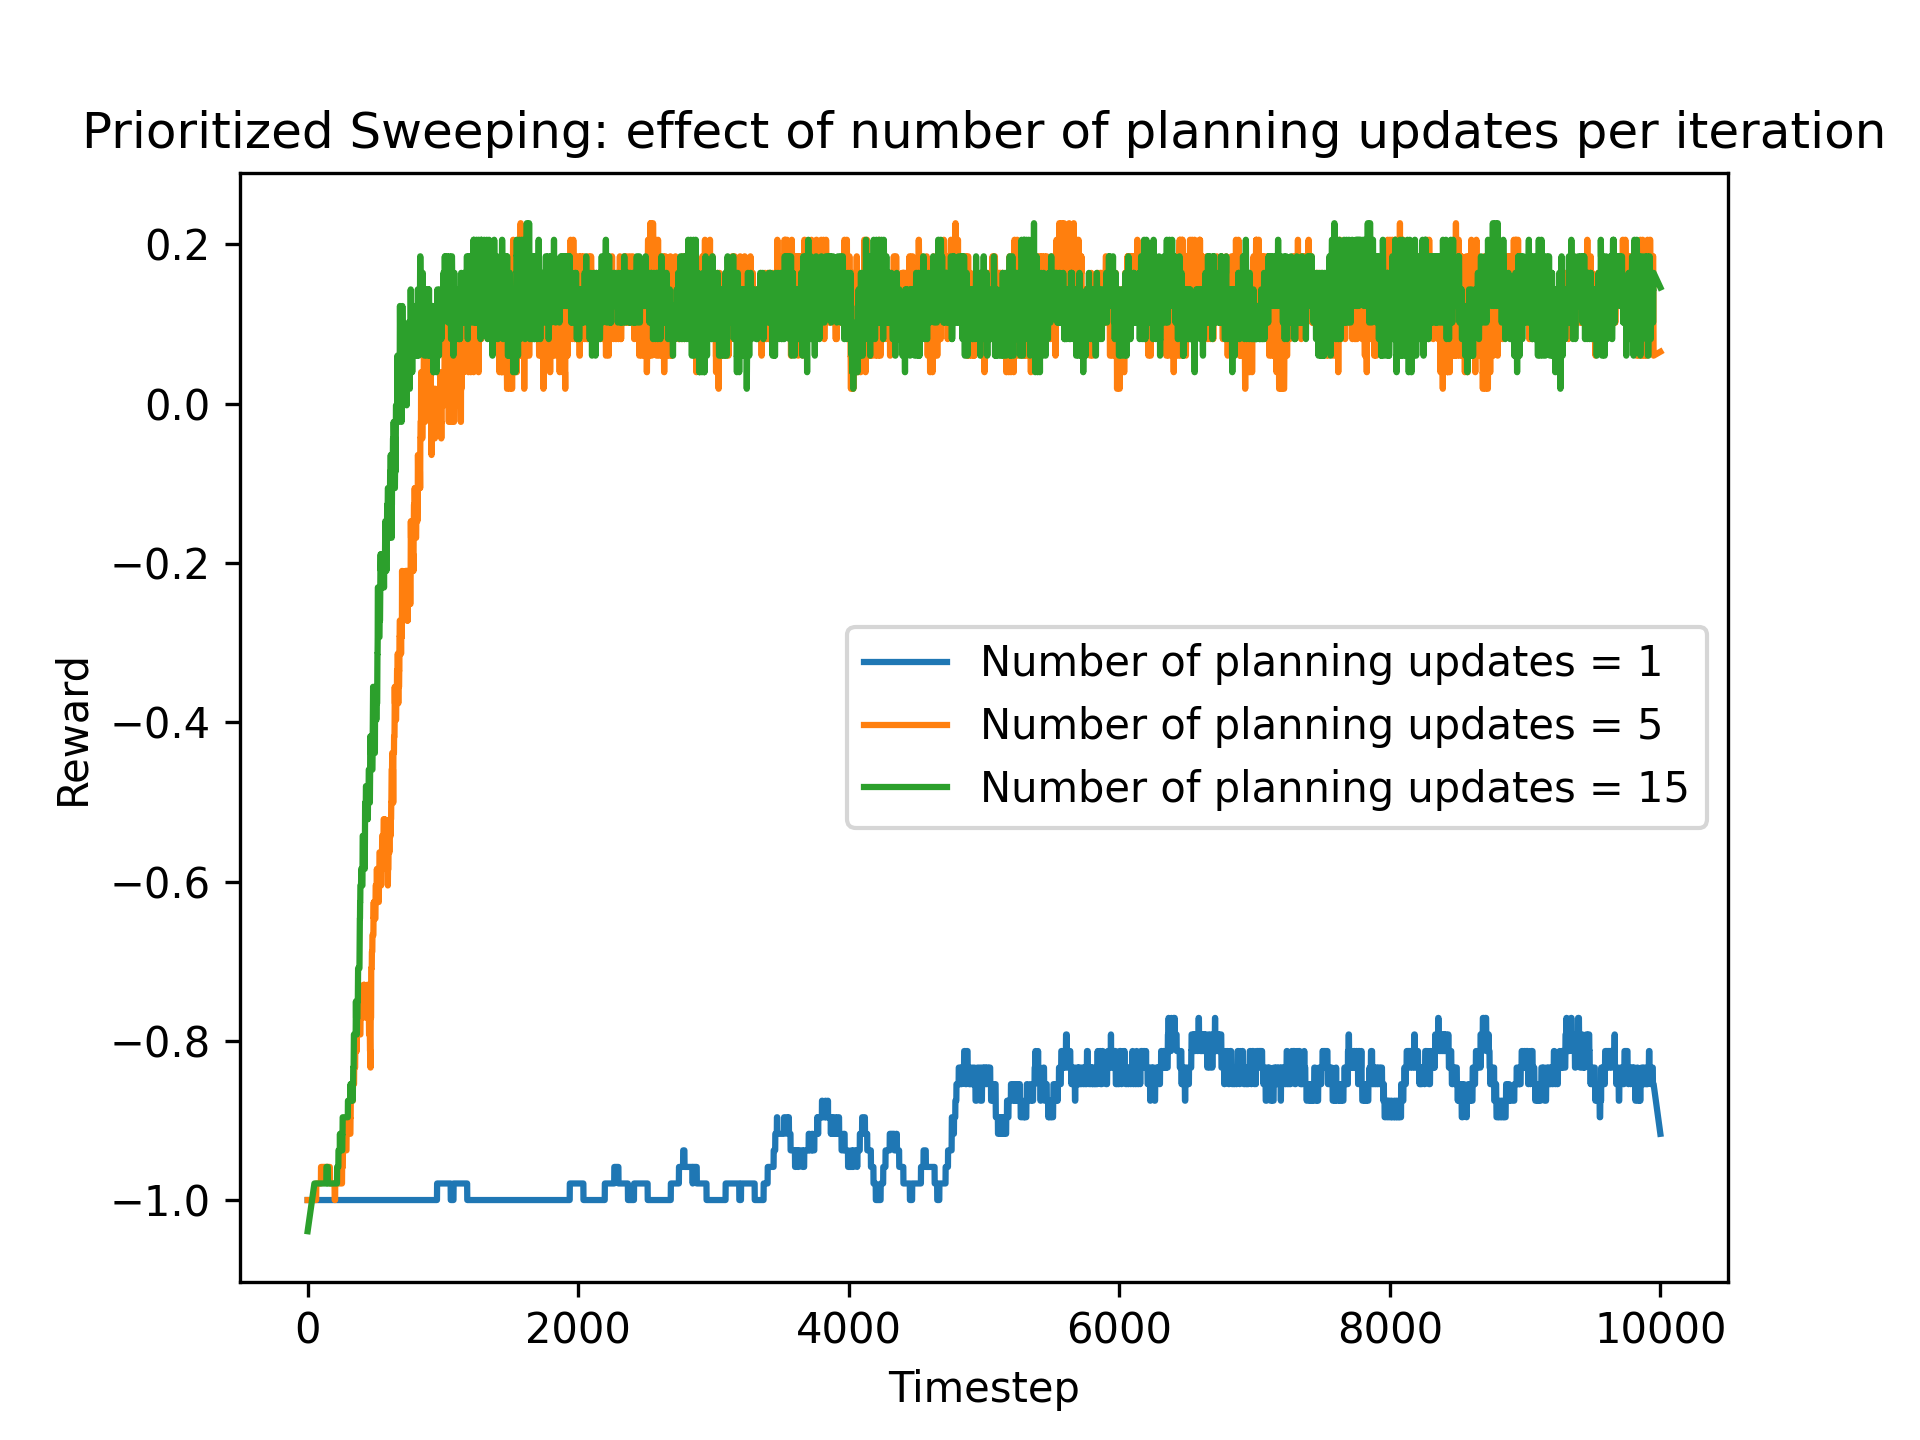 Prioritized Sweeping: effect of number of planning updates per iteration
0.2
0.0
−0.2
−0.4
−0.6
−0.8
−1.0
Reward
Number of planning updates = 1
Number of planning updates = 5
Number of planning updates = 15
0 2000 4000 6000 8000 10000
Timestep